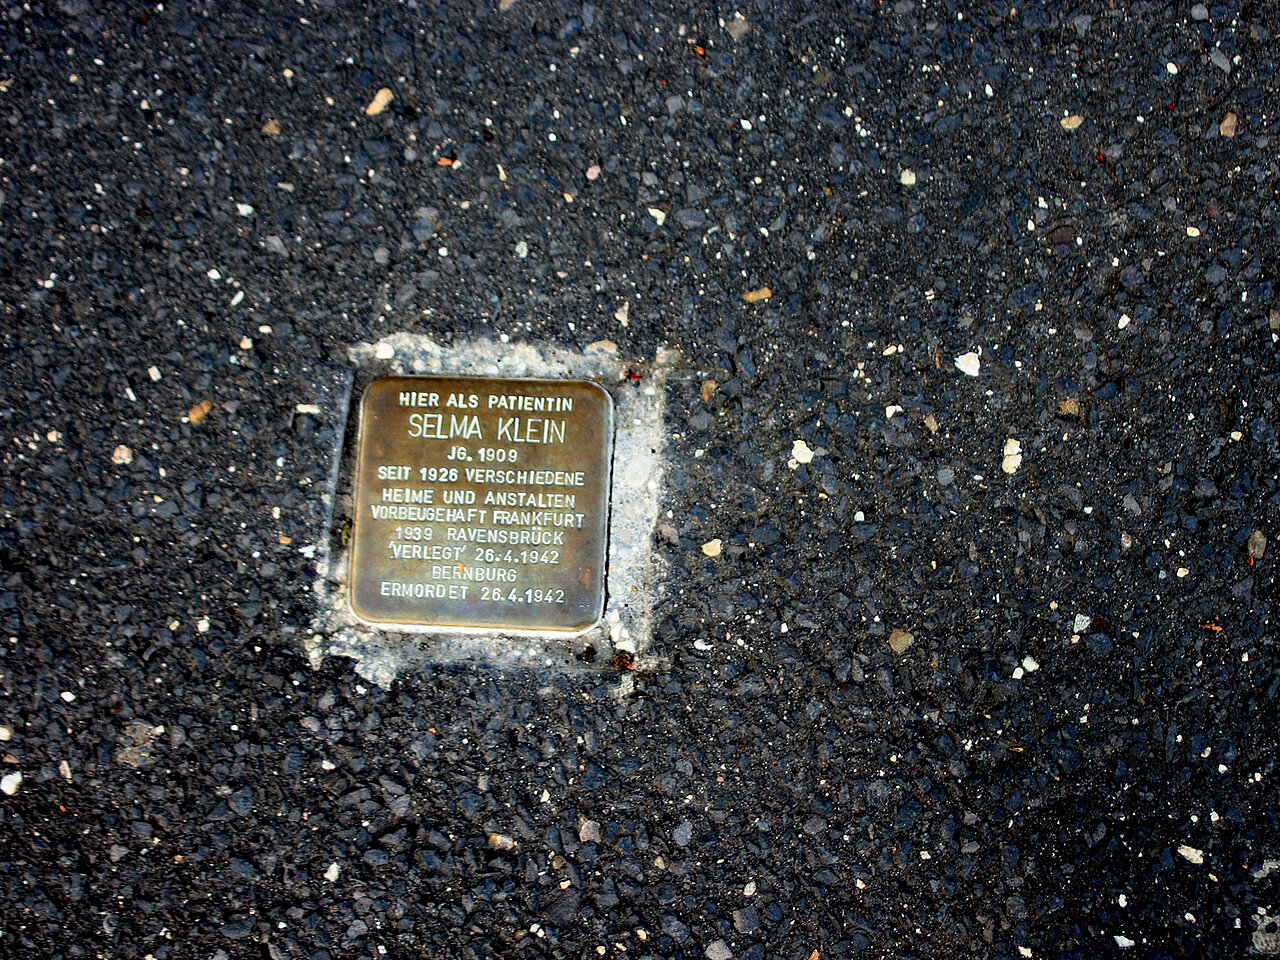 HIER ALS PATIENTIN
SELMA KLEIN
JG. 1909
SEIT 1926 VERSCHIEDENE
HEIME UND ANSTALTEN
VORBEUGEHAFT FRANKFURT
1939 RAVENSBRÜCK
'VERLEGT' 26.4.1942
BERNBURG
ERMORDET 26.4.1942